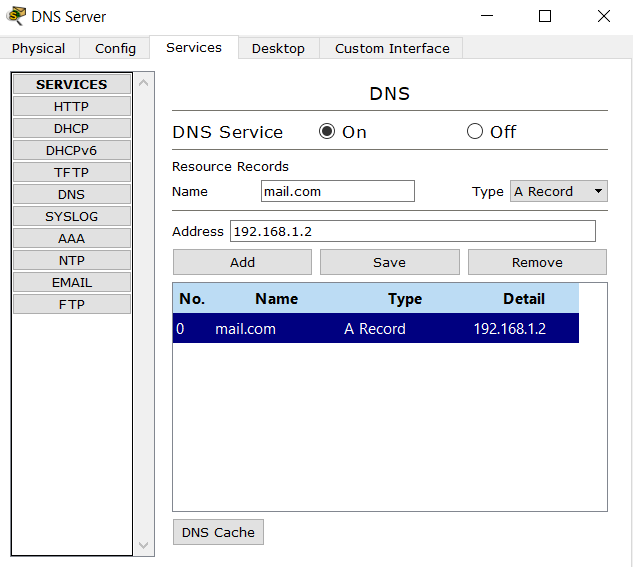 DNS Server
Physical Config Services Desktop Custom Interface
SERVICES
HTTP
DHCP
DHCPv6
TFTP
DNS
SYSLOG
AAA
NTP
EMAIL
FTP
DNS
DNS Service On Off
Resource Records
Name mail.com Type A Record
Address 192.168.1.2
Add Save Remove
No. Name Type Detail
0 mail.com A Record 192.168.1.2
DNS Cache